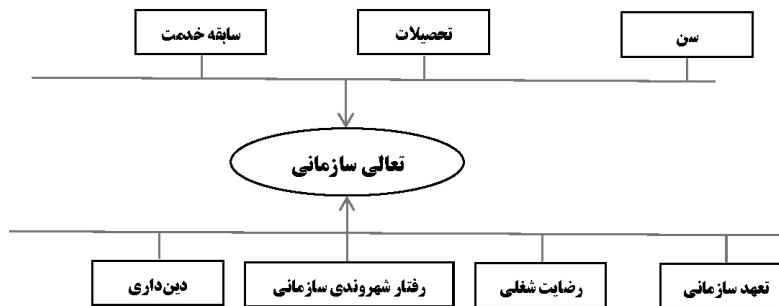 سن
تحصیلات
سابقه خدمت
تعالی سازمانی
تعهد سازمانی
رضایت شغلی
رفتار شهروندی سازمانی
دین‌داری